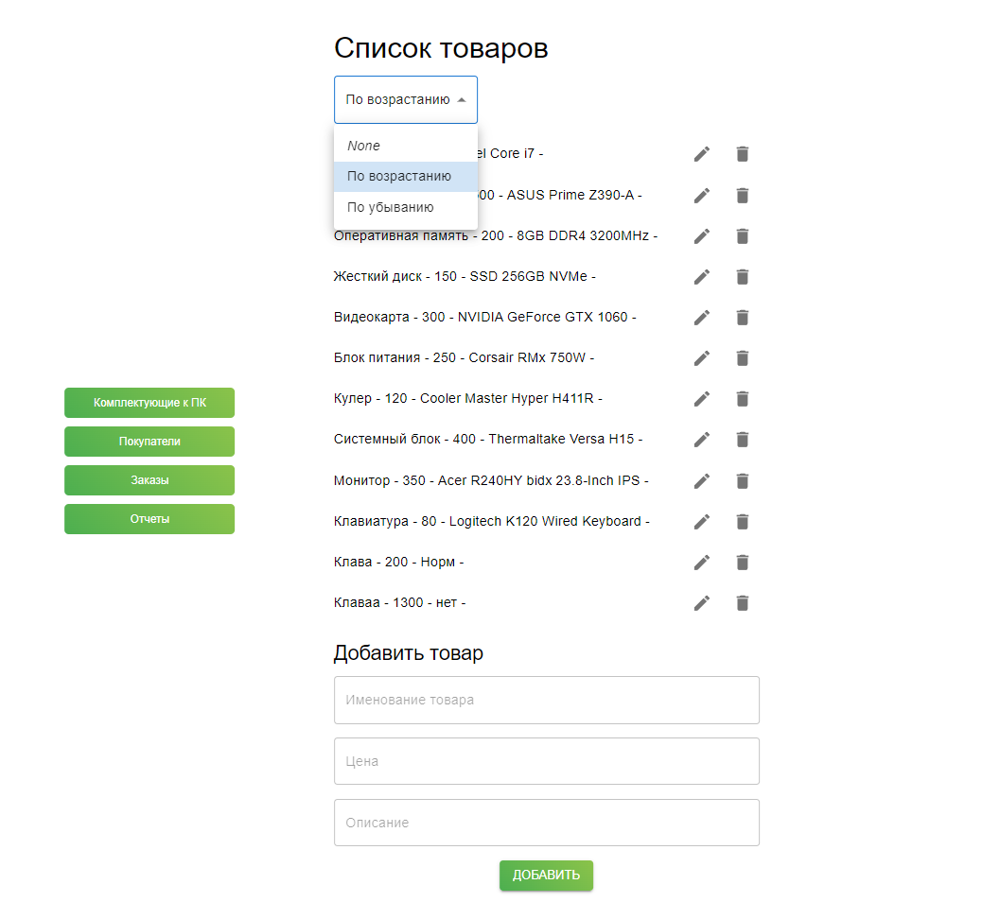 Список товаров
По возрастанию
None
По возрастанию
По убыванию
Core i7 -
- ASUS Prime Z390-A -
Оперативная память - 200 - 8GB DDR4 3200MHz -
Жесткий диск - 150 - SSD 256GB NVMe -
Видеокарта - 300 - NVIDIA GeForce GTX 1060 -
Блок питания - 250 - Corsair RMx 750W -
Кулер - 120 - Cooler Master Hyper H411R -
Системный блок - 400 - Thermaltake Versa H15 -
Монитор - 350 - Acer R240HY bidx 23.8-Inch IPS -
Клавиатура - 80 - Logitech K120 Wired Keyboard -
Клава - 200 - Норм -
Клаваа - 1300 - нет -
Комплектующие к ПК
Покупатели
Заказы
Отчеты
Добавить товар
Именование товара
Цена
Описание
ДОБАВИТЬ